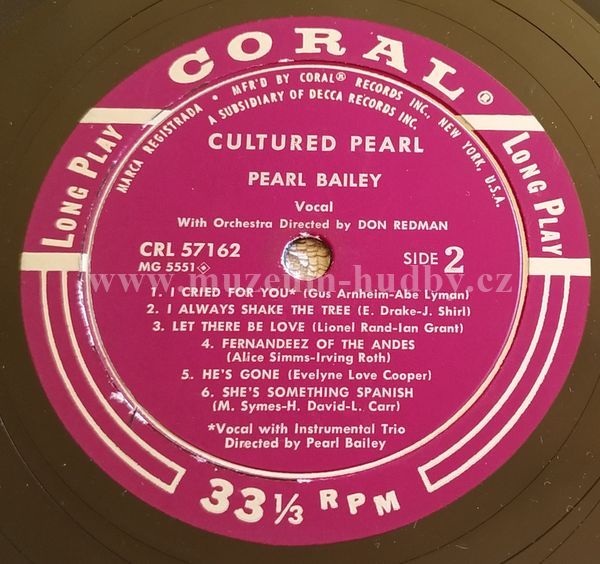 CORAL®
MARCA REGISTRADA • MFR'D BY CORAL® RECORDS INC., NEW YORK, U.S.A.
A SUBSIDIARY OF DECCA RECORDS INC.
LONG PLAY
LONG PLAY
CULTURED PEARL
PEARL BAILEY
Vocal
With Orchestra Directed by DON REDMAN
CRL 57162
SIDE 2
MG 5551
www.muzeum-hudby.cz
1. I CRIED FOR YOU* (Gus Arnheim-Abe Lyman)
2. I ALWAYS SHAKE THE TREE (E. Drake-J. Shirl)
3. LET THERE BE LOVE (Lionel Rand-Ian Grant)
4. FERNANDEEZ OF THE ANDES
(Alice Simms-Irving Roth)
5. HE'S GONE (Evelyne Love Cooper)
6. SHE'S SOMETHING SPANISH
(M. Symes-H. David-L. Carr)
*Vocal with Instrumental Trio
Directed by Pearl Bailey
33 1/3 RPM